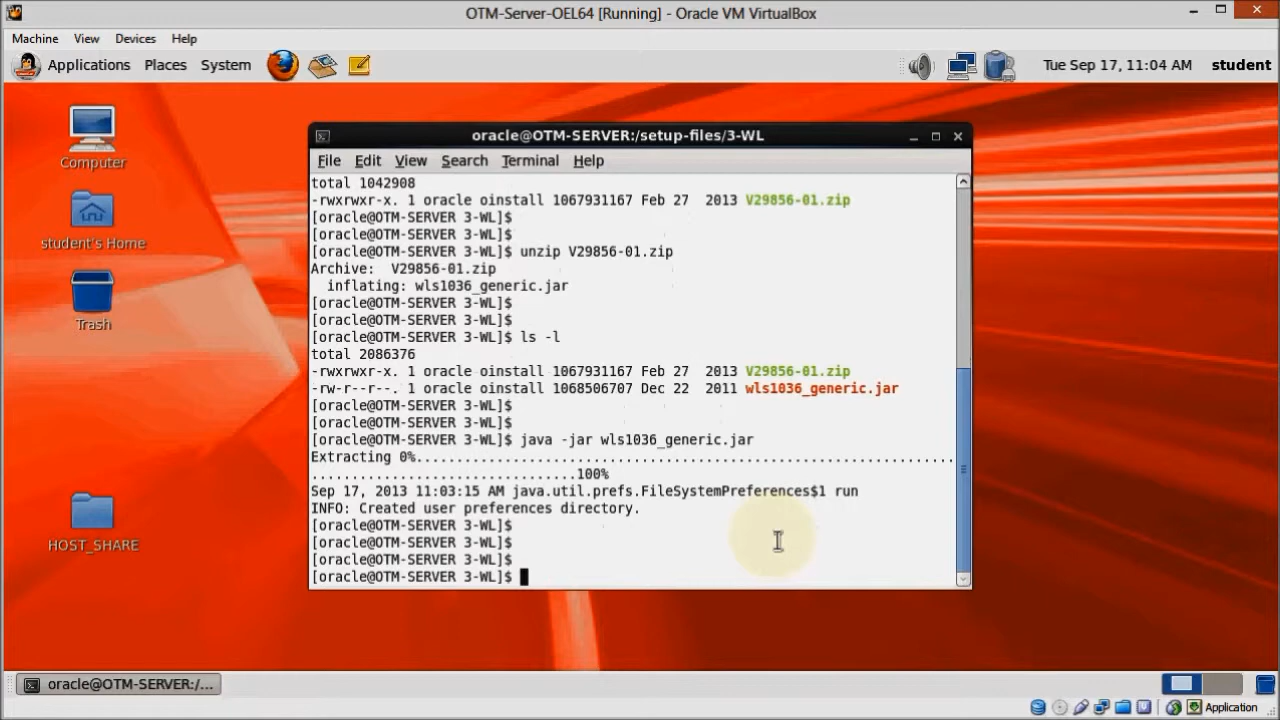 OTM-Server-OEL64 [Running] - Oracle VM VirtualBox
Machine View Devices Help
Applications Places System Tue Sep 17, 11:04 AM student
Computer
student's Home
Trash
HOST_SHARE
oracle@OTM-SERVER:/setup-files/3-WL
File Edit View Search Terminal Help
total 1042908
-rwxrwxr-x. 1 oracle oinstall 1067931167 Feb 27  2013 V29856-01.zip
[oracle@OTM-SERVER 3-WL]$
[oracle@OTM-SERVER 3-WL]$
[oracle@OTM-SERVER 3-WL]$ unzip V29856-01.zip
Archive:  V29856-01.zip
  inflating: wls1036_generic.jar
[oracle@OTM-SERVER 3-WL]$
[oracle@OTM-SERVER 3-WL]$
[oracle@OTM-SERVER 3-WL]$ ls -l
total 2086376
-rwxrwxr-x. 1 oracle oinstall 1067931167 Feb 27  2013 V29856-01.zip
-rw-r--r--. 1 oracle oinstall 1068506707 Dec 22  2011 wls1036_generic.jar
[oracle@OTM-SERVER 3-WL]$
[oracle@OTM-SERVER 3-WL]$
[oracle@OTM-SERVER 3-WL]$ java -jar wls1036_generic.jar
Extracting 0%....................................................................
.................................100%
Sep 17, 2013 11:03:15 AM java.util.prefs.FileSystemPreferences$1 run
INFO: Created user preferences directory.
[oracle@OTM-SERVER 3-WL]$
[oracle@OTM-SERVER 3-WL]$
[oracle@OTM-SERVER 3-WL]$
[oracle@OTM-SERVER 3-WL]$
oracle@OTM-SERVER:/...
Application